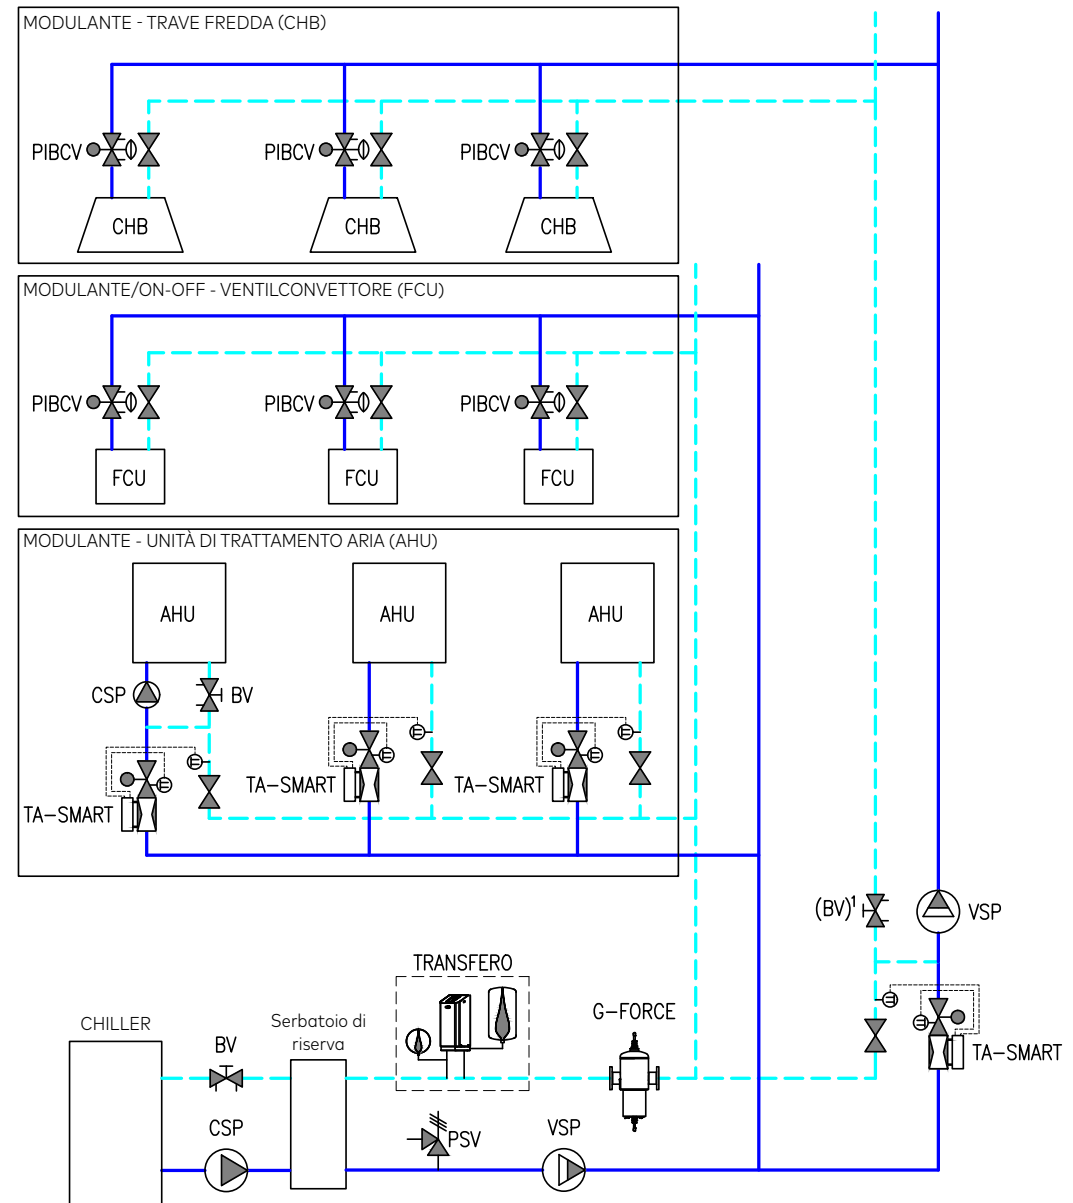 MODULANTE - TRAVE FREDDA (CHB)
PIBCV PIBCV PIBCV
CHB CHB CHB
MODULANTE/ON-OFF - VENTILCONVETTORE (FCU)
PIBCV PIBCV PIBCV
FCU FCU FCU
MODULANTE - UNITÀ DI TRATTAMENTO ARIA (AHU)
AHU AHU AHU
CSP BV
TA-SMART TA-SMART TA-SMART
(BV)¹ VSP
TRANSFERO
G-FORCE
CHILLER
Serbatoio di
riserva
BV
TA-SMART
CSP
PSV
VSP